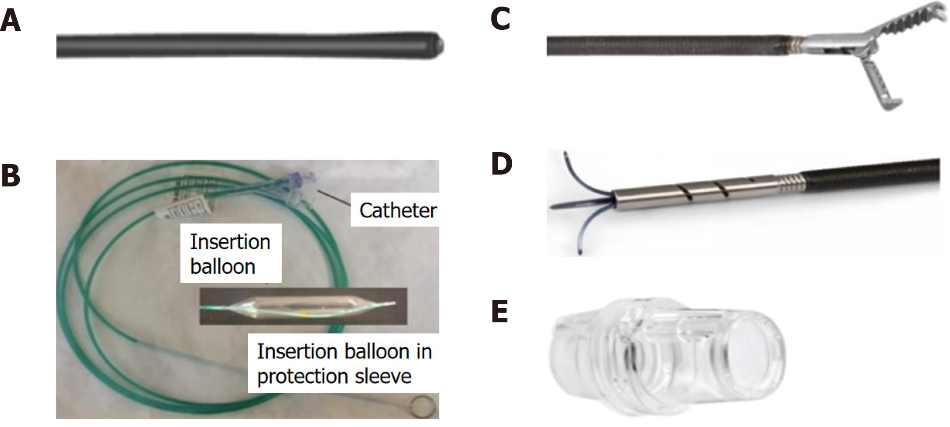 A
C
B
Catheter
Insertion
balloon
Insertion balloon in
protection sleeve
D
E